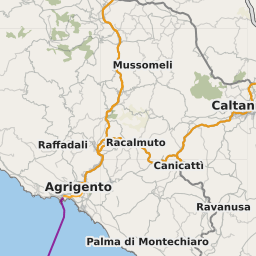 Mussomeli
Caltan
Raffadali
Racalmuto
Canicattì
Agrigento
Ravanusa
Palma di Montechiaro